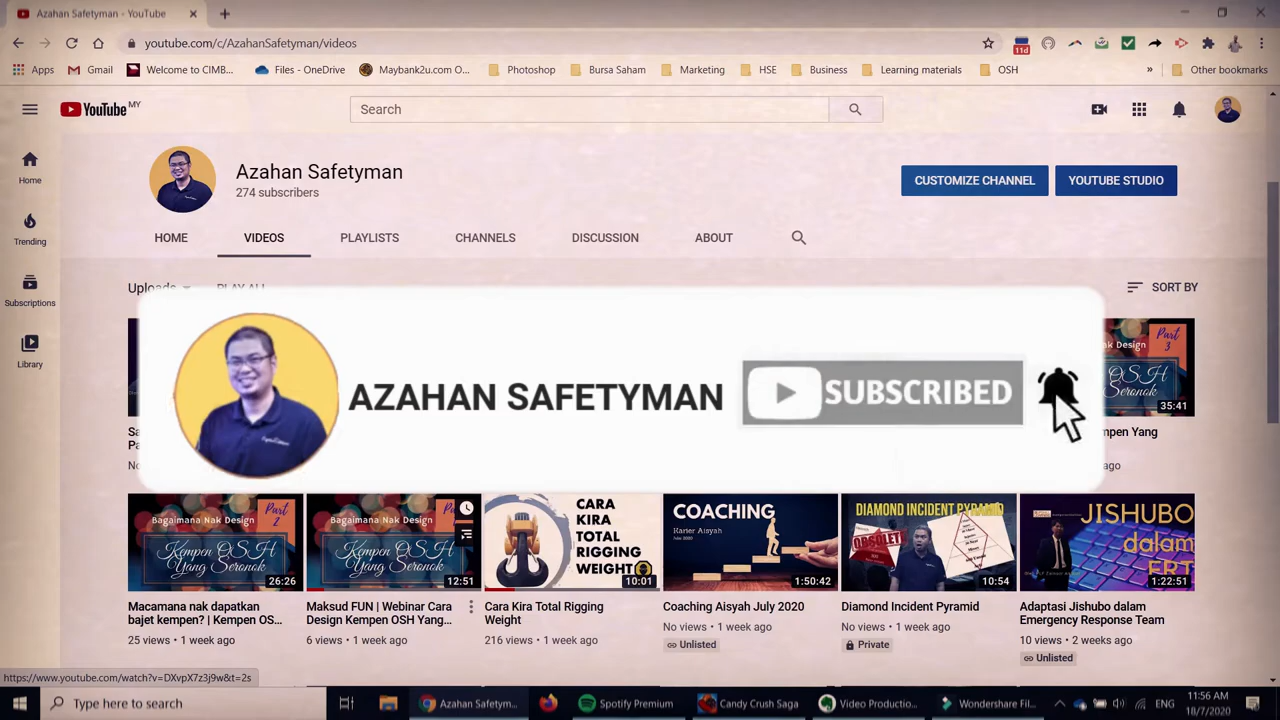 Azahan Safetyman - YouTube
youtube.com/c/AzahanSafetyman/videos
11d
Apps Gmail Welcome to CIMB... Files - OneDrive Maybank2u.com O... Photoshop Bursa Saham Marketing HSE Business Learning materials OSH » Other bookmarks
YouTube MY
Search
Azahan Safetyman
274 subscribers
CUSTOMIZE CHANNEL
YOUTUBE STUDIO
Home
Trending
Subscriptions
Library
HOME VIDEOS PLAYLISTS CHANNELS DISCUSSION ABOUT
Uploads PLAY ALL
SORT BY
AZAHAN SAFETYMAN
SUBSCRIBED
Nak Design
Part 3
OSH
35:41
Yang
ago
Part 2
Bagaimana Nak Design
Kempen OSH
Yang Seronok
26:26
Macamana nak dapatkan
bajet kempen? | Kempen OS...
25 views • 1 week ago
Bagaimana Nak Design
Kempen OSH
Yang Seronok
12:51
Maksud FUN | Webinar Cara
Design Kempen OSH Yang...
6 views • 1 week ago
CARA
KIRA
TOTAL
RIGGING
WEIGHT
10:01
Cara Kira Total Rigging
Weight
216 views • 1 week ago
COACHING
Karier Aisyah
1:50:42
Coaching Aisyah July 2020
No views • 1 week ago
Unlisted
DIAMOND INCIDENT PYRAMID
OBSOLETE
10:54
Diamond Incident Pyramid
No views • 1 week ago
Private
JISHUBO
dalam
ERT
1:22:51
Adaptasi Jishubo dalam
Emergency Response Team
10 views • 2 weeks ago
Unlisted
https://www.youtube.com/watch?v=DXvpX7z3j9w&t=2s
Type here to search
Azahan Safetym...
Spotify Premium
Candy Crush Saga
Video Productio...
Wondershare Fil...
ENG
11:56 AM
18/7/2020